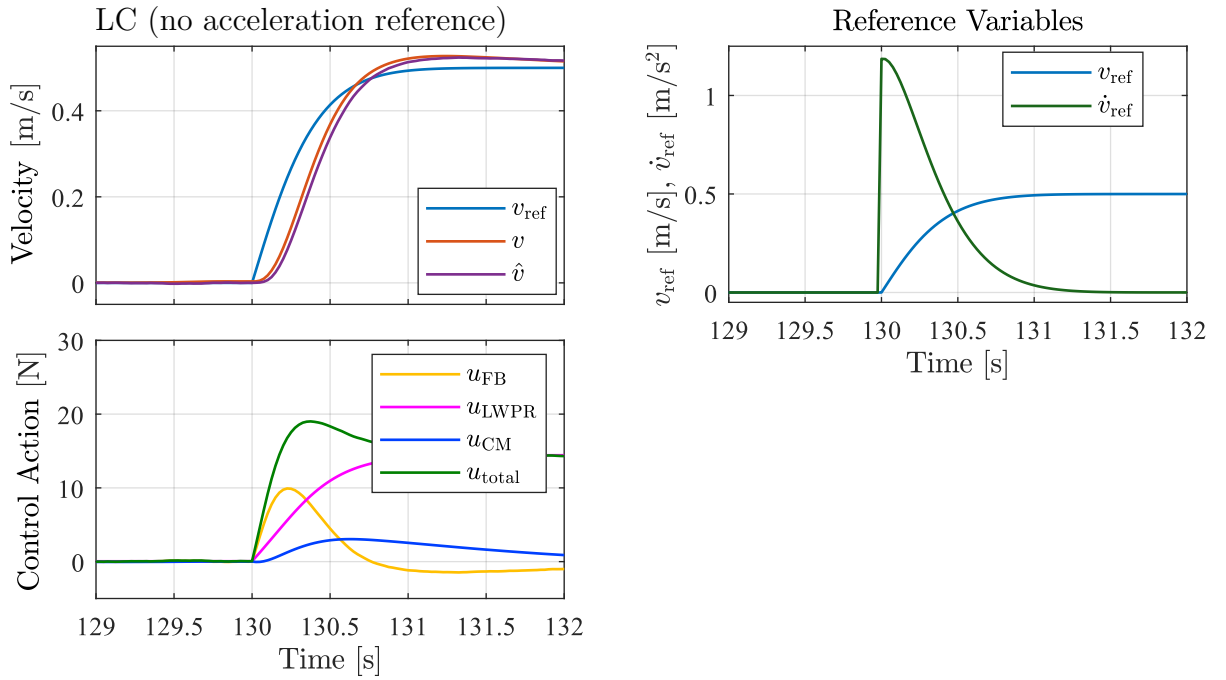 LC (no acceleration reference)
Velocity [m/s]
0.4
0.2
0
v_ref
v
v̂
Control Action [N]
30
20
10
0
u_FB
u_LWPR
u_CM
u_total
129 129.5 130 130.5 131 131.5 132
Time [s]
Reference Variables
v_ref [m/s], v̇_ref [m/s²]
1
0.5
0
v_ref
v̇_ref
129 129.5 130 130.5 131 131.5 132
Time [s]